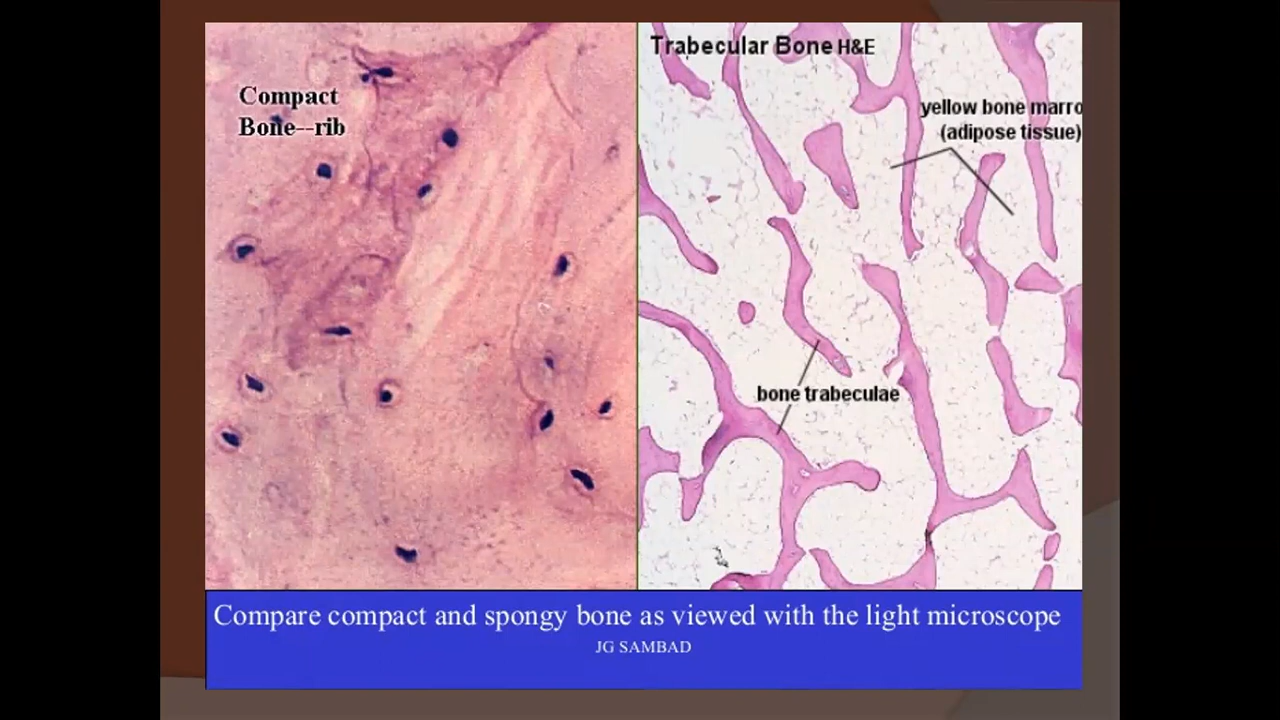 Compact
Bone--rib
Trabecular Bone H&E
yellow bone marro
(adipose tissue)
bone trabeculae
Compare compact and spongy bone as viewed with the light microscope
JG SAMBAD